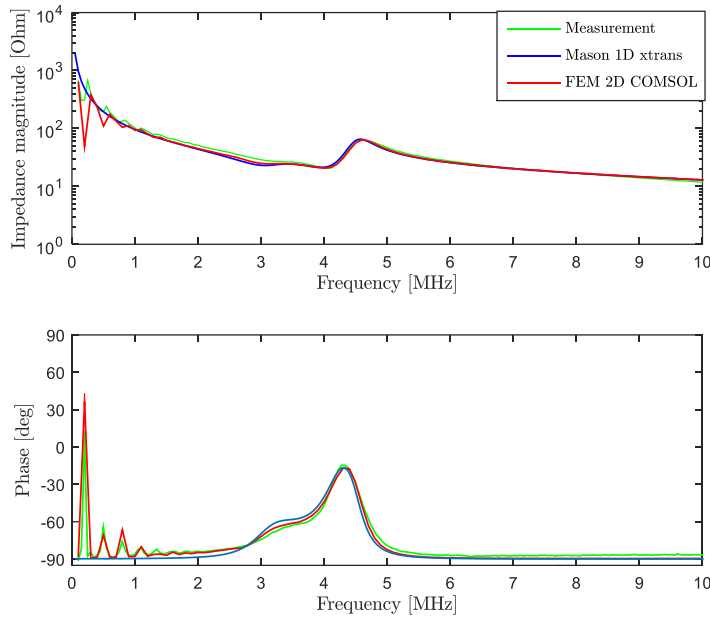 Impedance magnitude [Ohm]
10^4
10^3
10^2
10^1
10^0
Measurement
Mason 1D xtrans
FEM 2D COMSOL
0 1 2 3 4 5 6 7 8 9 10
Frequency [MHz]
Phase [deg]
90
60
30
0
-30
-60
-90
0 1 2 3 4 5 6 7 8 9 10
Frequency [MHz]